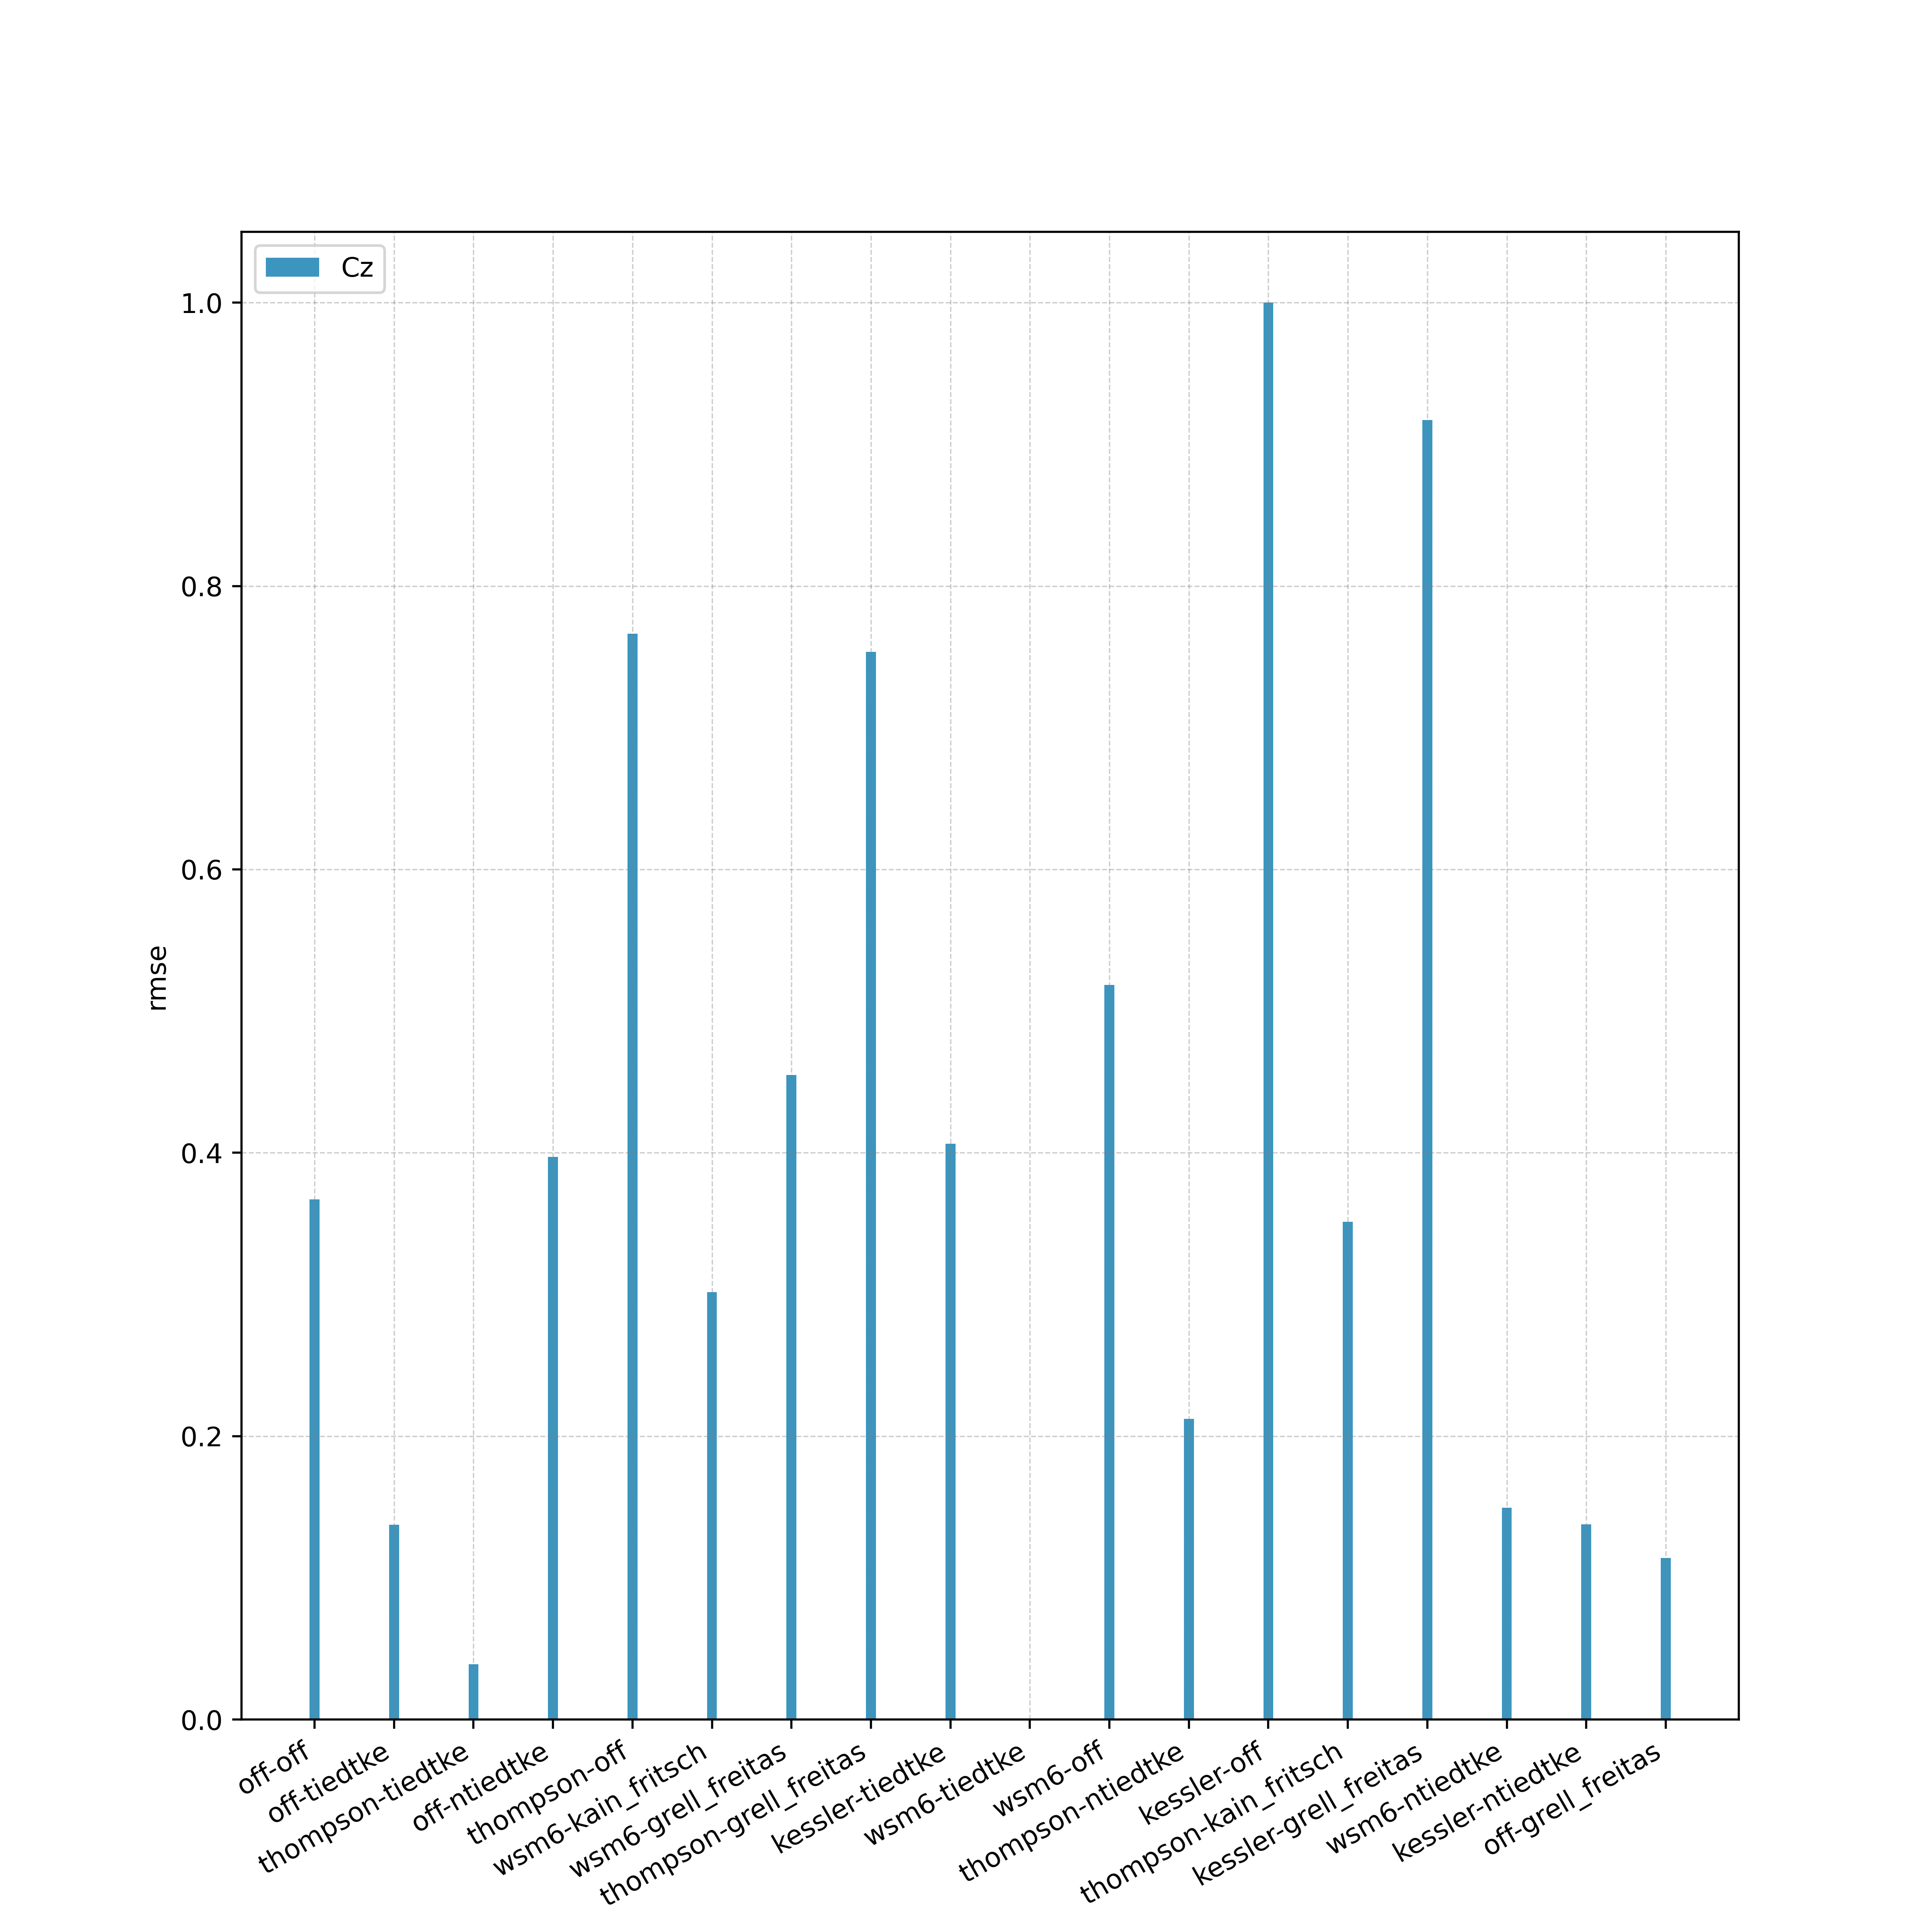 Cz
1.0
0.8
0.6
0.4
0.2
0.0
rmse
off-off
off-tiedtke
thompson-tiedtke
off-ntiedtke
thompson-off
wsm6-kain_fritsch
wsm6-grell_freitas
thompson-grell_freitas
kessler-tiedtke
wsm6-tiedtke
wsm6-off
thompson-ntiedtke
kessler-off
thompson-kain_fritsch
kessler-grell_freitas
wsm6-ntiedtke
kessler-ntiedtke
off-grell_freitas